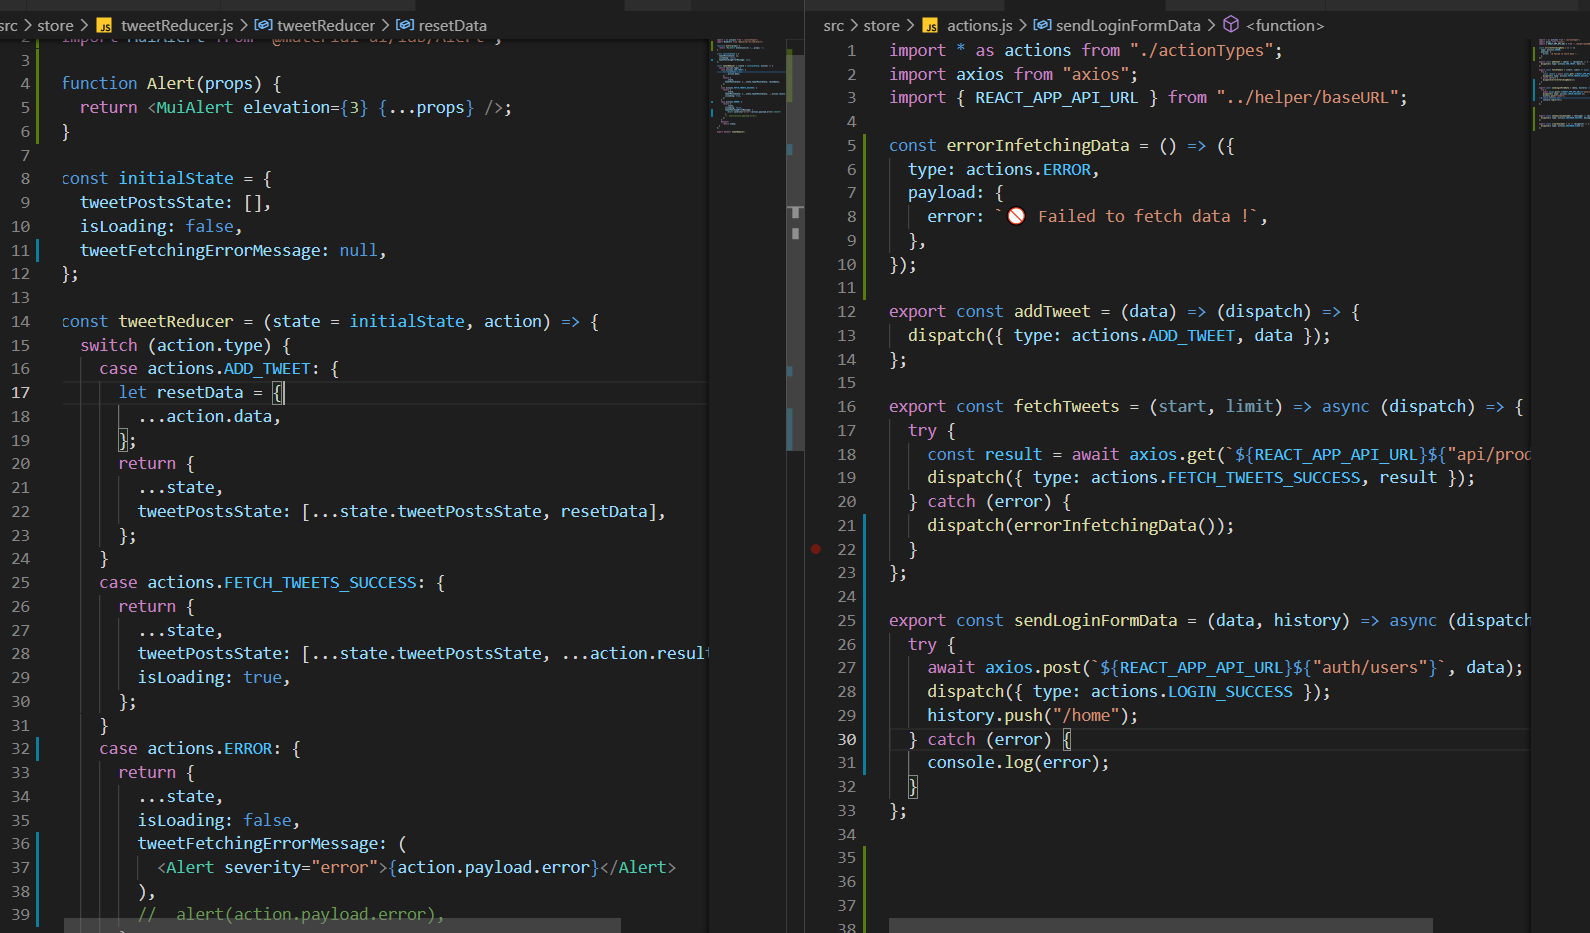 src > store > JS tweetReducer.js > tweetReducer > resetData
2 import MuiAlert from "@material-ui/lab/Alert";
3
4 function Alert(props) {
5   return <MuiAlert elevation={3} {...props} />;
6 }
7
8 const initialState = {
9   tweetPostsState: [],
10   isLoading: false,
11   tweetFetchingErrorMessage: null,
12 };
13
14 const tweetReducer = (state = initialState, action) => {
15   switch (action.type) {
16     case actions.ADD_TWEET: {
17       let resetData = {
18         ...action.data,
19       };
20       return {
21         ...state,
22         tweetPostsState: [...state.tweetPostsState, resetData],
23       };
24     }
25     case actions.FETCH_TWEETS_SUCCESS: {
26       return {
27         ...state,
28         tweetPostsState: [...state.tweetPostsState, ...action.result
29         isLoading: true,
30       };
31     }
32     case actions.ERROR: {
33       return {
34         ...state,
35         isLoading: false,
36         tweetFetchingErrorMessage: (
37           <Alert severity="error">{action.payload.error}</Alert>
38         ),
39         //  alert(action.payload.error),
src > store > JS actions.js > sendLoginFormData > <function>
1 import * as actions from "./actionTypes";
2 import axios from "axios";
3 import { REACT_APP_API_URL } from "../helper/baseURL";
4
5 const errorInfetchingData = () => ({
6   type: actions.ERROR,
7   payload: {
8     error: `🚫 Failed to fetch data !`,
9   },
10 });
11
12 export const addTweet = (data) => (dispatch) => {
13   dispatch({ type: actions.ADD_TWEET, data });
14 };
15
16 export const fetchTweets = (start, limit) => async (dispatch) => {
17   try {
18     const result = await axios.get(`${REACT_APP_API_URL}${"api/prod
19     dispatch({ type: actions.FETCH_TWEETS_SUCCESS, result });
20   } catch (error) {
21     dispatch(errorInfetchingData());
22   }
23 };
24
25 export const sendLoginFormData = (data, history) => async (dispatch
26   try {
27     await axios.post(`${REACT_APP_API_URL}${"auth/users"}`, data);
28     dispatch({ type: actions.LOGIN_SUCCESS });
29     history.push("/home");
30   } catch (error) {
31     console.log(error);
32   }
33 };
34
35
36
37
38